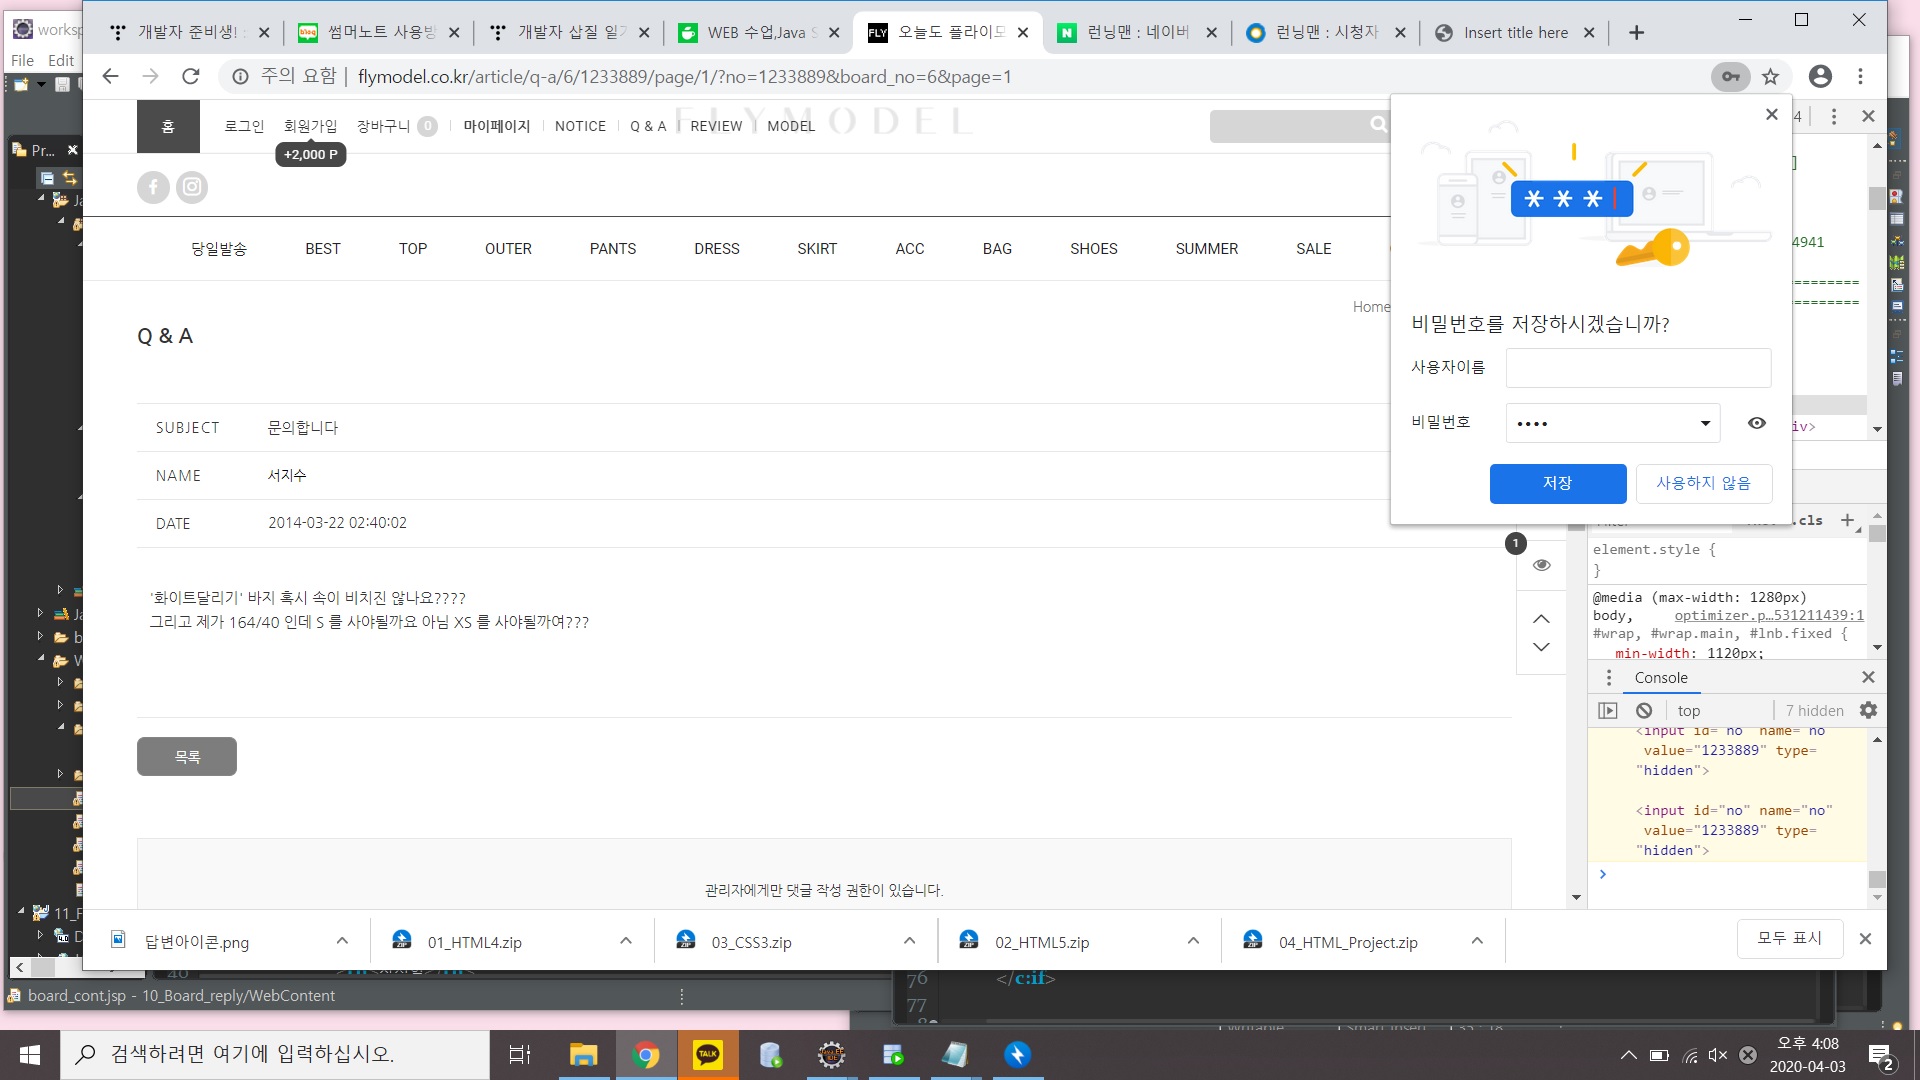 개발자 준비생!
썸머노트 사용방
개발자 삽질 일기
WEB 수업,Java S
오늘도 플라이모
런닝맨 : 네이버
런닝맨 : 시청자
Insert title here
File Edit
주의 요함 | flymodel.co.kr/article/q-a/6/1233889/page/1/?no=1233889&board_no=6&page=1
FLYMODEL
홈 로그인 회원가입 장바구니 0 마이페이지 NOTICE Q & A REVIEW MODEL
+2,000 P
당일발송 BEST TOP OUTER PANTS DRESS SKIRT ACC BAG SHOES SUMMER SALE
Home
Q & A
SUBJECT 문의합니다
NAME 서지수
DATE 2014-03-22 02:40:02
'화이트달리기' 바지 혹시 속이 비치진 않나요????
그리고 제가 164/40 인데 S 를 사야될까요 아님 XS 를 사야될까여???
목록
관리자에게만 댓글 작성 권한이 있습니다.
비밀번호를 저장하시겠습니까?
사용자이름
비밀번호 ••••
저장 사용하지 않음
4
4941
=========
=========
iv>
.cls
1
element.style {
}
@media (max-width: 1280px)
body, optimizer.p…531211439:1
#wrap, #wrap.main, #lnb.fixed {
min-width: 1120px;
Console
top 7 hidden
<input id="no" name="no"
value="1233889" type=
"hidden">
<input id="no" name="no"
value="1233889" type=
"hidden">
답변아이콘.png
01_HTML4.zip
03_CSS3.zip
02_HTML5.zip
04_HTML_Project.zip
모두 표시
Pr...
11_F
76 </c:if>
77
board_cont.jsp - 10_Board_reply/WebContent
검색하려면 여기에 입력하십시오.
TALK
오후 4:08
2020-04-03
2